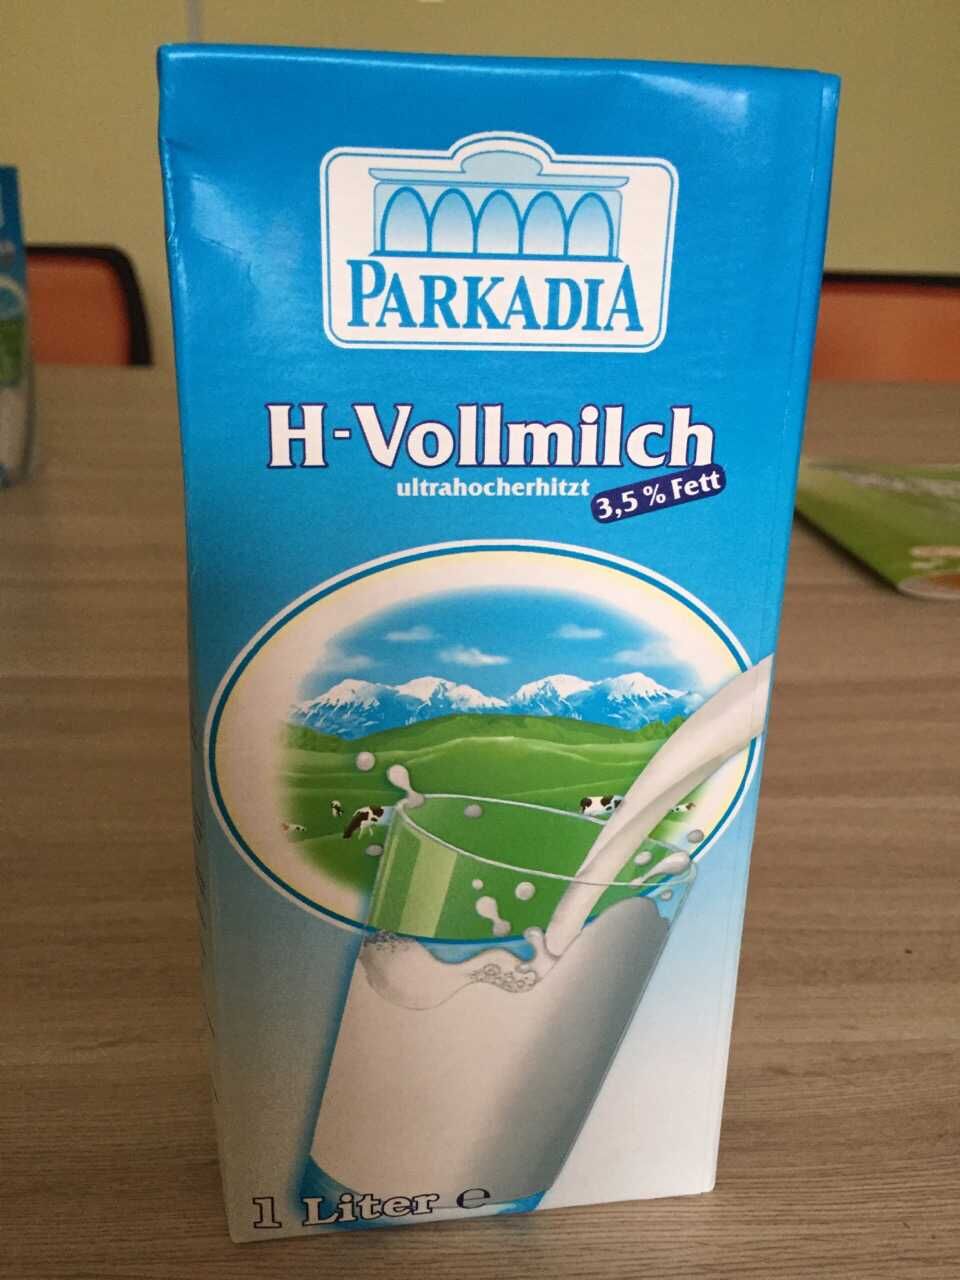 PARKADIA
H-Vollmilch
ultrahocherhitzt
3,5 % Fett
1 Liter ℮